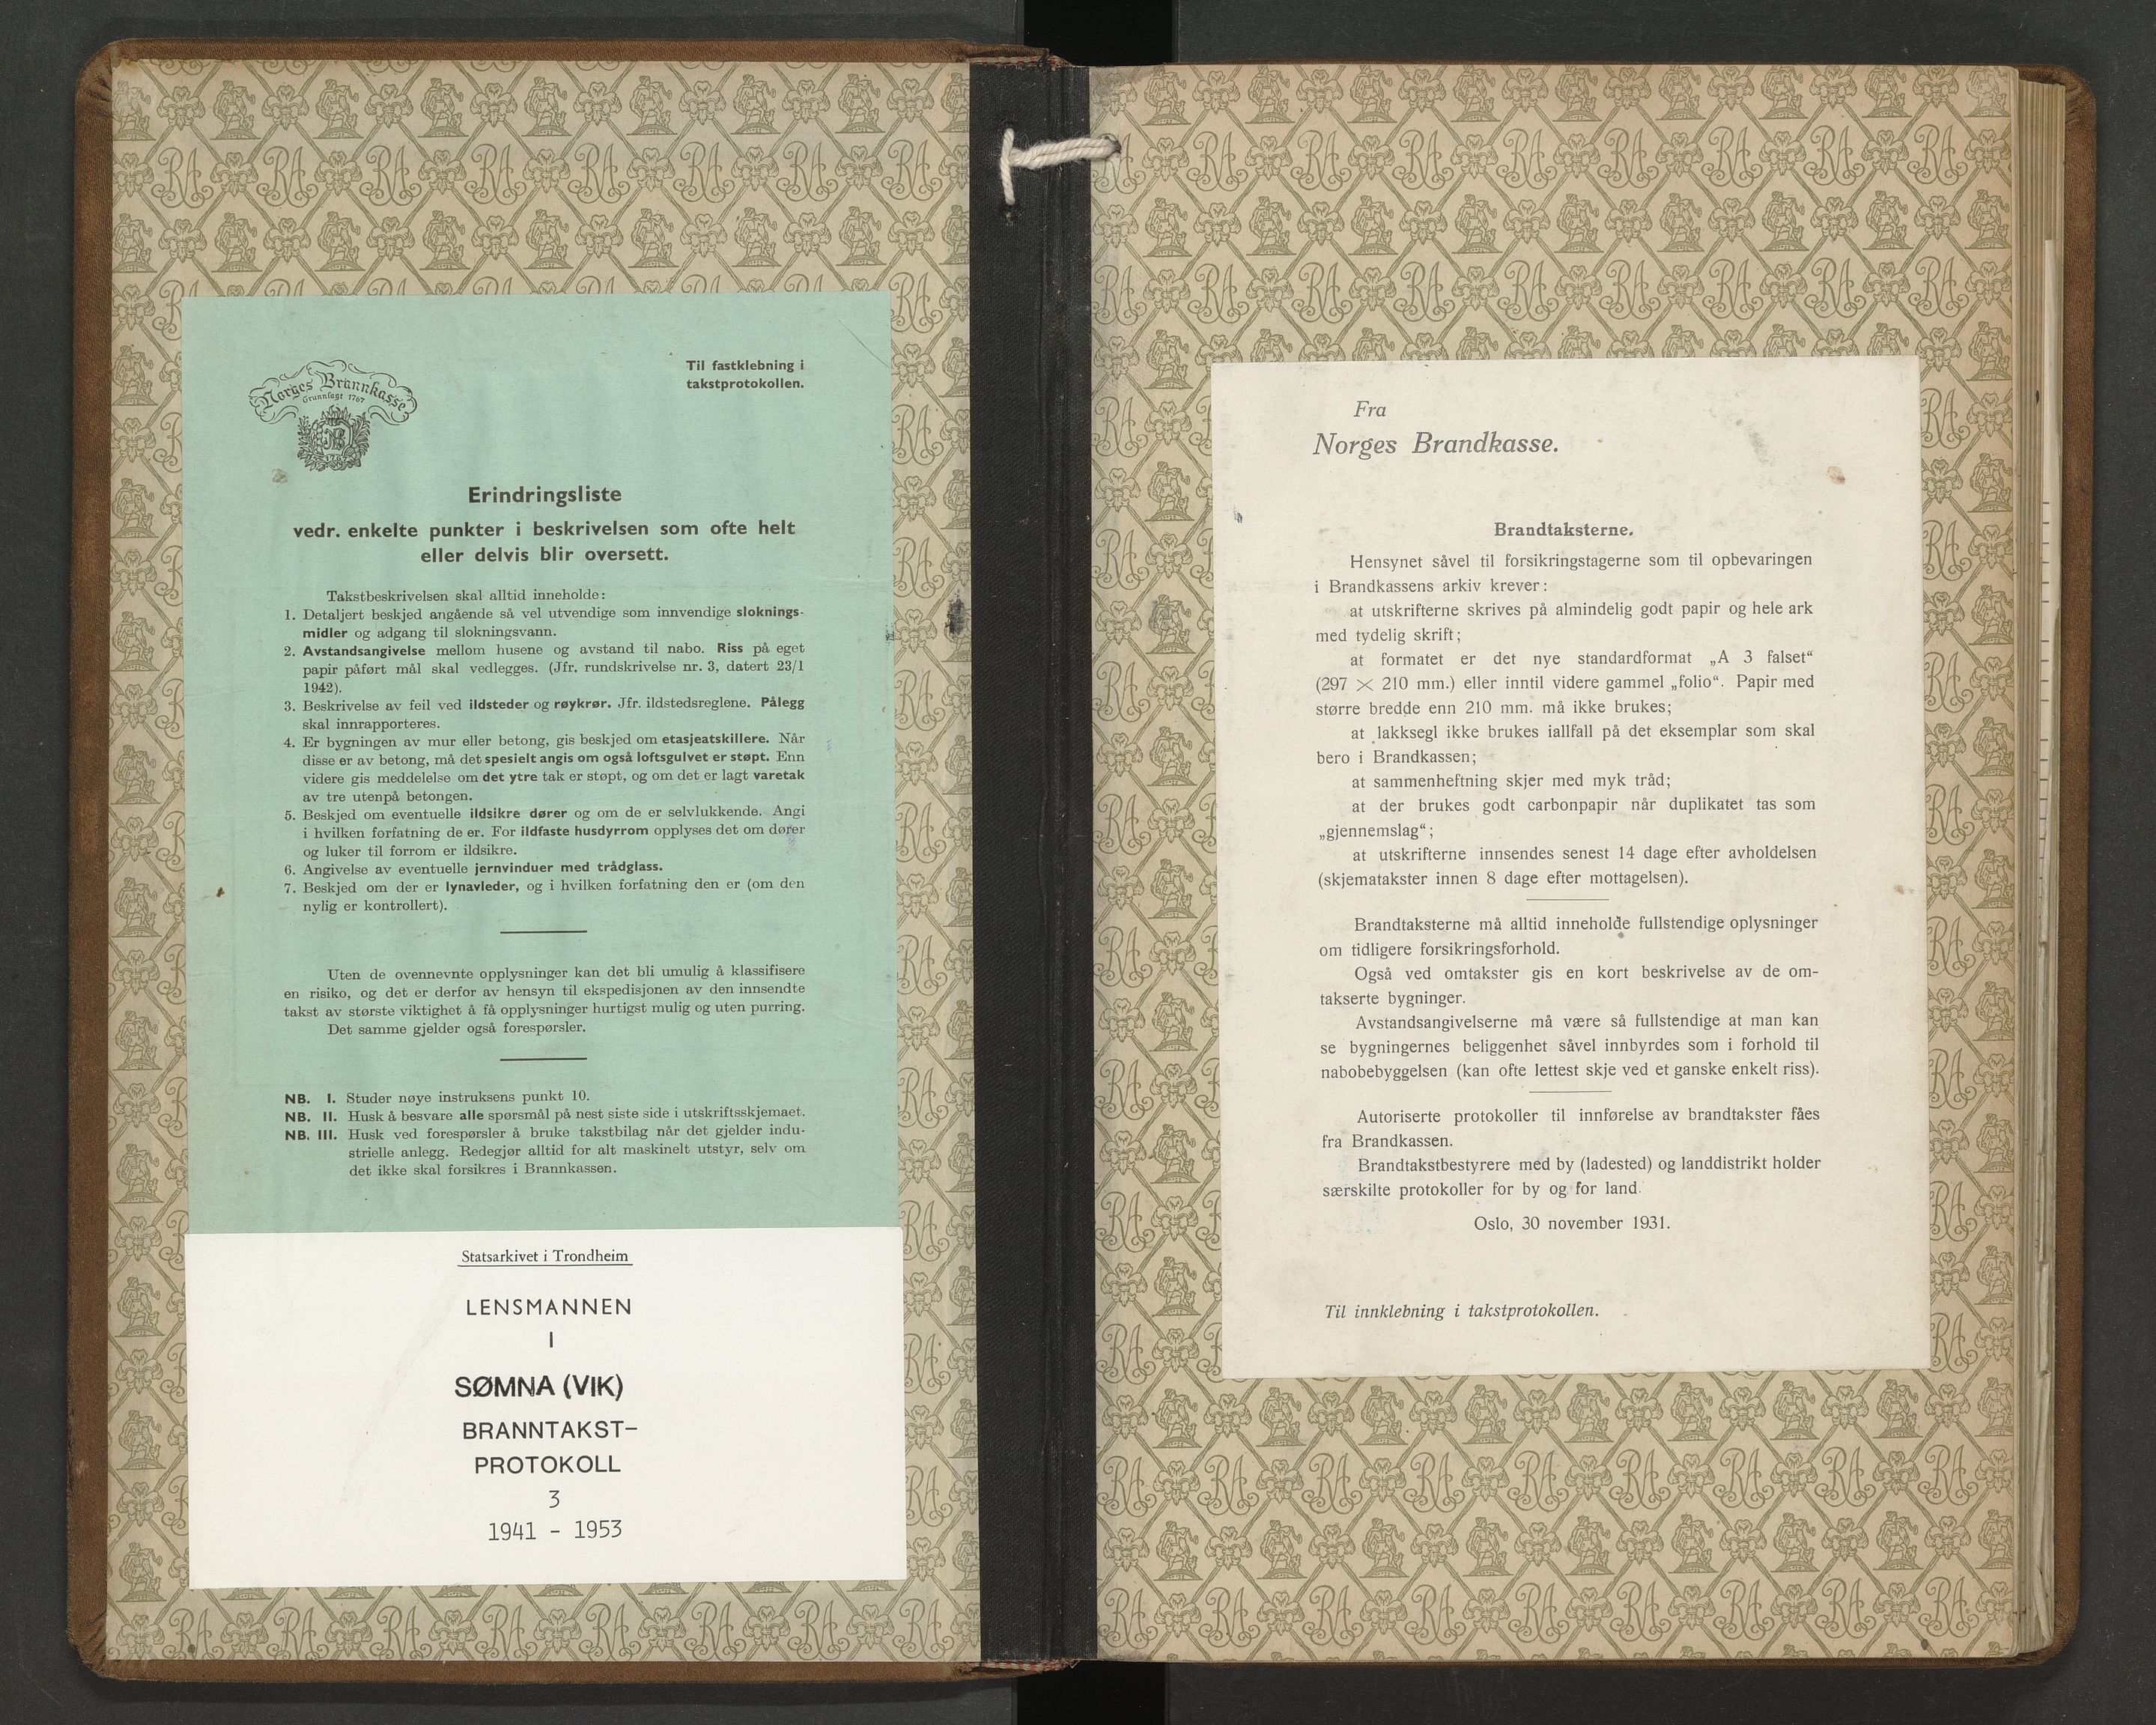 Norges Brannkasse
Grunnlagt 1767
NB
1767
Til fastklebning i
takstprotokollen.
Erindringsliste
vedr. enkelte punkter i beskrivelsen som ofte helt
eller delvis blir oversett.
Takstbeskrivelsen skal alltid inneholde:
1. Detaljert beskjed angående så vel utvendige som innvendige sloknings-
midler og adgang til slokningsvann.
2. Avstandsangivelse mellom husene og avstand til nabo. Riss på eget
papir påført mål skal vedlegges. (Jfr. rundskrivelse nr. 3, datert 23/1
1942).
3. Beskrivelse av feil ved ildsteder og røykrør. Jfr. ildstedsreglene. Pålegg
skal innrapporteres.
4. Er bygningen av mur eller betong, gis beskjed om etasjeatskillere. Når
disse er av betong, må det spesielt angis om også loftsgulvet er støpt. Enn
videre gis meddelelse om det ytre tak er støpt, og om det er lagt varetak
av tre utenpå betongen.
5. Beskjed om eventuelle ildsikre dører og om de er selvlukkende. Angi
i hvilken forfatning de er. For ildfaste husdyrrom opplyses det om dører
og luker til forrom er ildsikre.
6. Angivelse av eventuelle jernvinduer med trådglass.
7. Beskjed om der er lynavleder, og i hvilken forfatning den er (om den
nylig er kontrollert).
Uten de ovennevnte opplysninger kan det bli umulig å klassifisere
en risiko, og det er derfor av hensyn til ekspedisjonen av den innsendte
takst av største viktighet å få opplysninger hurtigst mulig og uten purring.
Det samme gjelder også forespørsler.
NB. I. Studer nøye instruksens punkt 10.
NB. II. Husk å besvare alle spørsmål på nest siste side i utskriftsskjemaet.
NB. III. Husk ved forespørsler å bruke takstbilag når det gjelder indu-
strielle anlegg. Redegjør alltid for alt maskinelt utstyr, selv om
det ikke skal forsikres i Brannkassen.
Statsarkivet i Trondheim
LENSMANNEN
I
SØMNA (VIK)
BRANNTAKST-
PROTOKOLL
3
1941 - 1953
Fra
Norges Brandkasse.
Brandtaksterne.
Hensynet såvel til forsikringstagerne som til opbevaringen
i Brandkassens arkiv krever:
at utskrifterne skrives på almindelig godt papir og hele ark
med tydelig skrift;
at formatet er det nye standardformat „A 3 falset“
(297 × 210 mm.) eller inntil videre gammel „folio“. Papir med
større bredde enn 210 mm. må ikke brukes;
at lakksegl ikke brukes iallfall på det eksemplar som skal
bero i Brandkassen;
at sammenheftning skjer med myk tråd;
at der brukes godt carbonpapir når duplikatet tas som
„gjennemslag“;
at utskrifterne innsendes senest 14 dage efter avholdelsen
(skjematakster innen 8 dage efter mottagelsen).
Brandtaksterne må alltid inneholde fullstendige oplysninger
om tidligere forsikringsforhold.
Også ved omtakster gis en kort beskrivelse av de om-
takserte bygninger.
Avstandsangivelserne må være så fullstendige at man kan
se bygningernes beliggenhet såvel innbyrdes som i forhold til
nabobebyggelsen (kan ofte lettest skje ved et ganske enkelt riss).
Autoriserte protokoller til innførelse av brandtakster fåes
fra Brandkassen.
Brandtakstbestyrere med by (ladested) og landdistrikt holder
særskilte protokoller for by og for land.
Oslo, 30 november 1931.
Til innklebning i takstprotokollen.